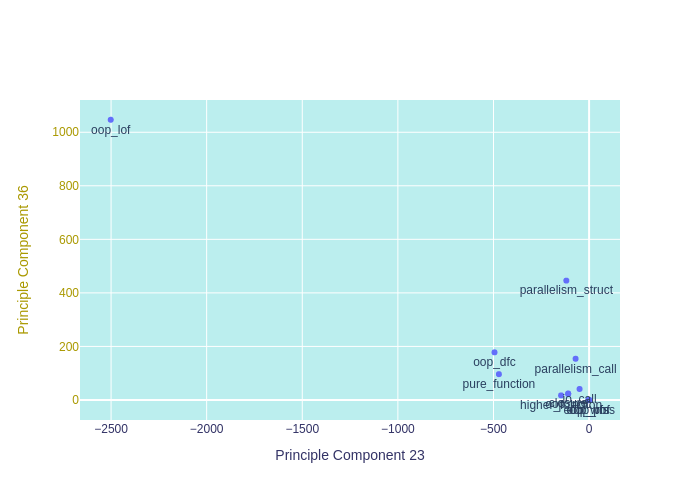 1000
800
600
400
200
0
Principle Component 36
oop_lof
parallelism_struct
oop_dfc
parallelism_call
pure_function
−2500
−2000
−1500
−1000
−500
0
Principle Component 23